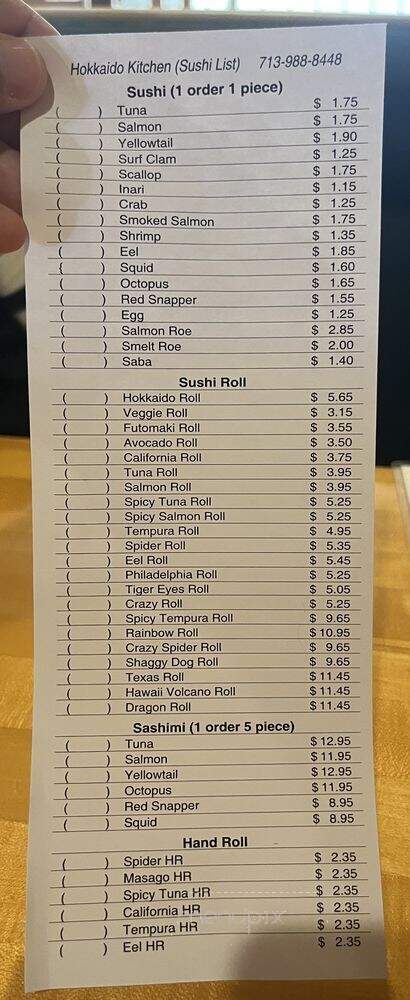 Hokkaido Kitchen (Sushi List) 713-988-8448
Sushi (1 order 1 piece)
( ) Tuna $ 1.75
( ) Salmon $ 1.75
( ) Yellowtail $ 1.90
( ) Surf Clam $ 1.25
( ) Scallop $ 1.75
( ) Inari $ 1.15
( ) Crab $ 1.25
( ) Smoked Salmon $ 1.75
( ) Shrimp $ 1.35
( ) Eel $ 1.85
{ ) Squid $ 1.60
( ) Octopus $ 1.65
( ) Red Snapper $ 1.55
( ) Egg $ 1.25
( ) Salmon Roe $ 2.85
( ) Smelt Roe $ 2.00
( ) Saba $ 1.40
Sushi Roll
( ) Hokkaido Roll $ 5.65
( ) Veggie Roll $ 3.15
( ) Futomaki Roll $ 3.55
( ) Avocado Roll $ 3.50
( ) California Roll $ 3.75
( ) Tuna Roll $ 3.95
( ) Salmon Roll $ 3.95
( ) Spicy Tuna Roll $ 5.25
( ) Spicy Salmon Roll $ 5.25
( ) Tempura Roll $ 4.95
( ) Spider Roll $ 5.35
( ) Eel Roll $ 5.45
( ) Philadelphia Roll $ 5.25
( ) Tiger Eyes Roll $ 5.05
( ) Crazy Roll $ 5.25
( ) Spicy Tempura Roll $ 9.65
( ) Rainbow Roll $ 10.95
( ) Crazy Spider Roll $ 9.65
( ) Shaggy Dog Roll $ 9.65
( ) Texas Roll $ 11.45
( ) Hawaii Volcano Roll $ 11.45
( ) Dragon Roll $ 11.45
Sashimi (1 order 5 piece)
( ) Tuna $ 12.95
( ) Salmon $ 11.95
( ) Yellowtail $ 12.95
( ) Octopus $ 11.95
( ) Red Snapper $ 8.95
( ) Squid $ 8.95
Hand Roll
( ) Spider HR $ 2.35
( ) Masago HR $ 2.35
( ) Spicy Tuna HR $ 2.35
( ) California HR $ 2.35
( ) Tempura HR $ 2.35
( ) Eel HR $ 2.35